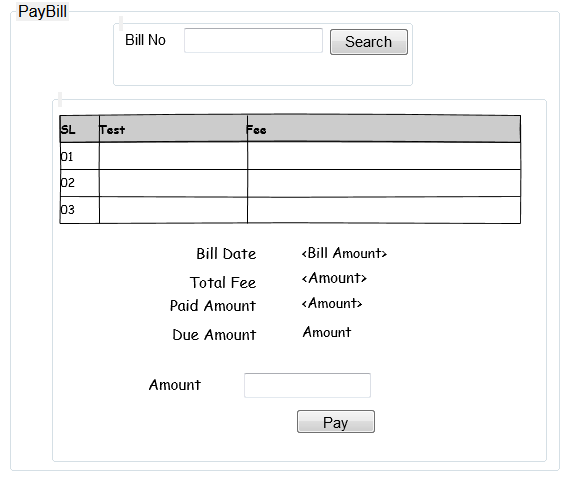 PayBill
Bill No Search
SL Test Fee
01
02
03
Bill Date <Bill Amount>
Total Fee <Amount>
Paid Amount <Amount>
Due Amount Amount
Amount
Pay